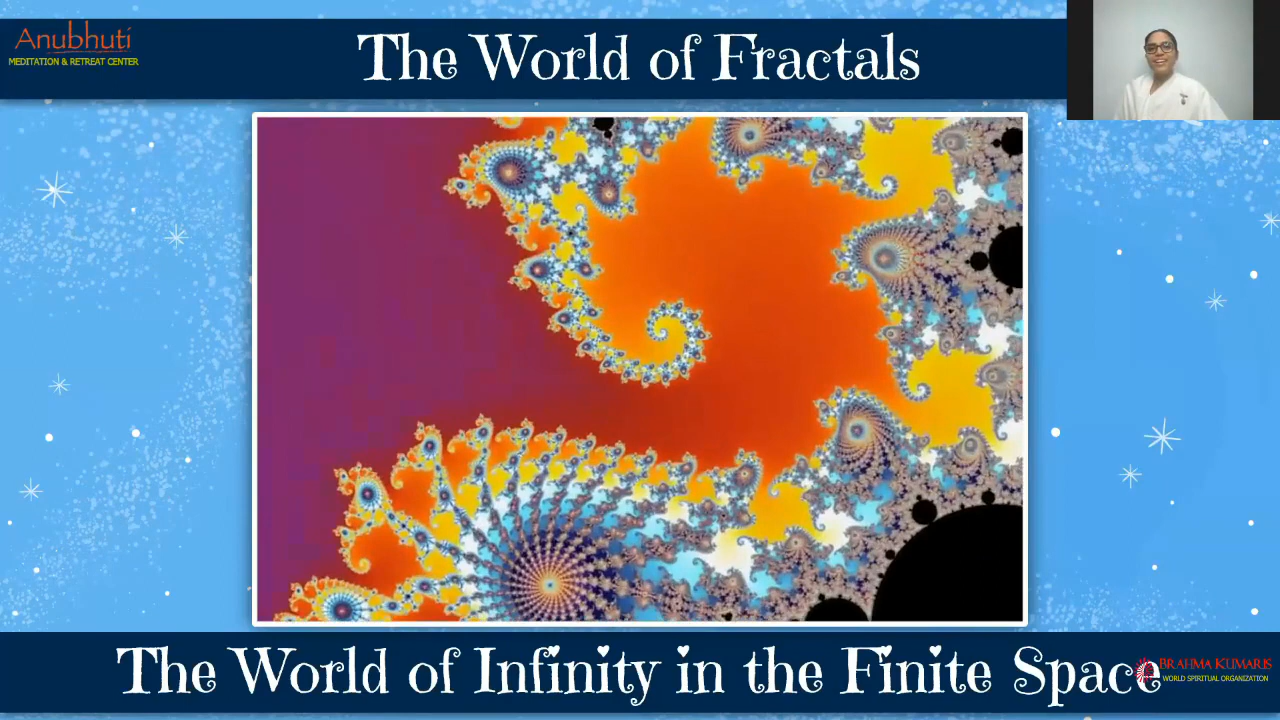 Anubhuti
MEDITATION & RETREAT CENTER
The World of Fractals
The World of Infinity in the Finite Space
BRAHMA KUMARIS
WORLD SPIRITUAL ORGANIZATION